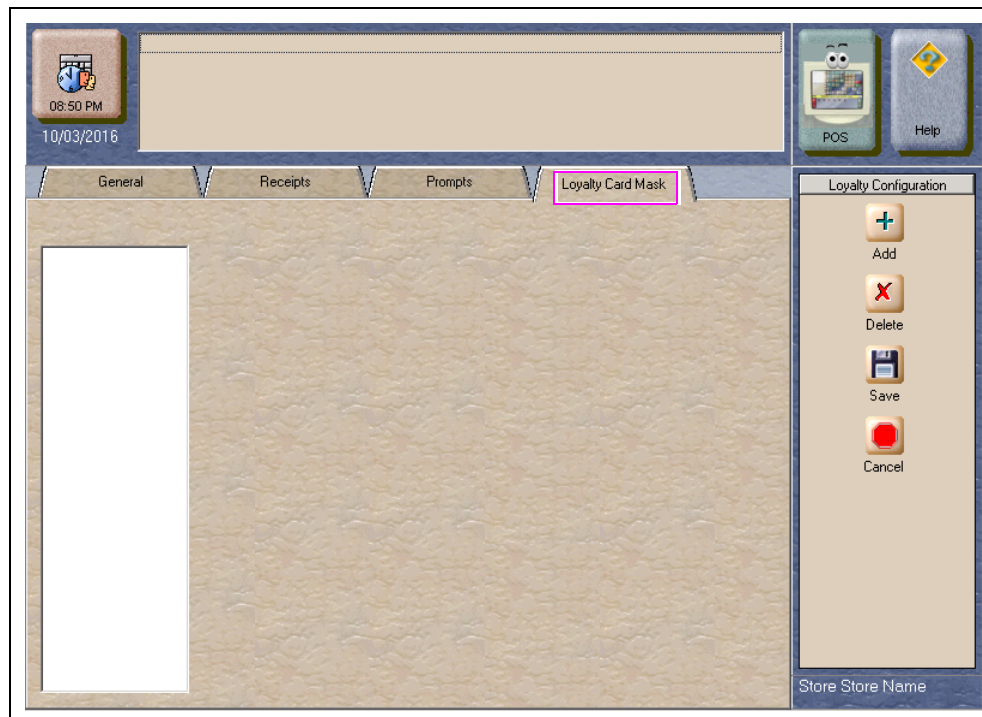 08:50 PM
10/03/2016
POS
Help
General
Receipts
Prompts
Loyalty Card Mask
Loyalty Configuration
Add
Delete
Save
Cancel
Store Store Name